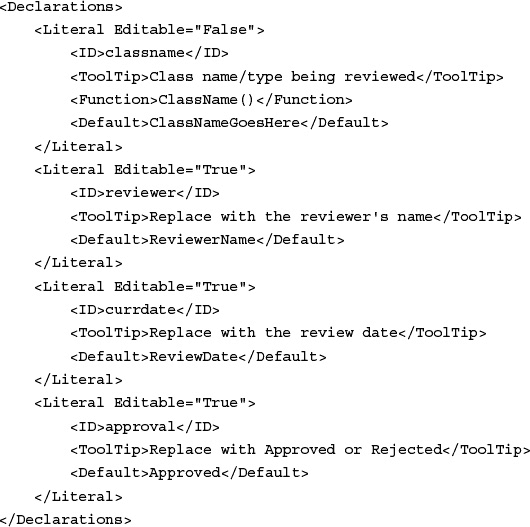 <Declarations>
    <Literal Editable="False">
        <ID>classname</ID>
        <ToolTip>Class name/type being reviewed</ToolTip>
        <Function>ClassName()</Function>
        <Default>ClassNameGoesHere</Default>
    </Literal>
    <Literal Editable="True">
        <ID>reviewer</ID>
        <ToolTip>Replace with the reviewer's name</ToolTip>
        <Default>ReviewerName</Default>
    </Literal>
    <Literal Editable="True">
        <ID>currdate</ID>
        <ToolTip>Replace with the review date</ToolTip>
        <Default>ReviewDate</Default>
    </Literal>
    <Literal Editable="True">
        <ID>approval</ID>
        <ToolTip>Replace with Approved or Rejected</ToolTip>
        <Default>Approved</Default>
    </Literal>
</Declarations>